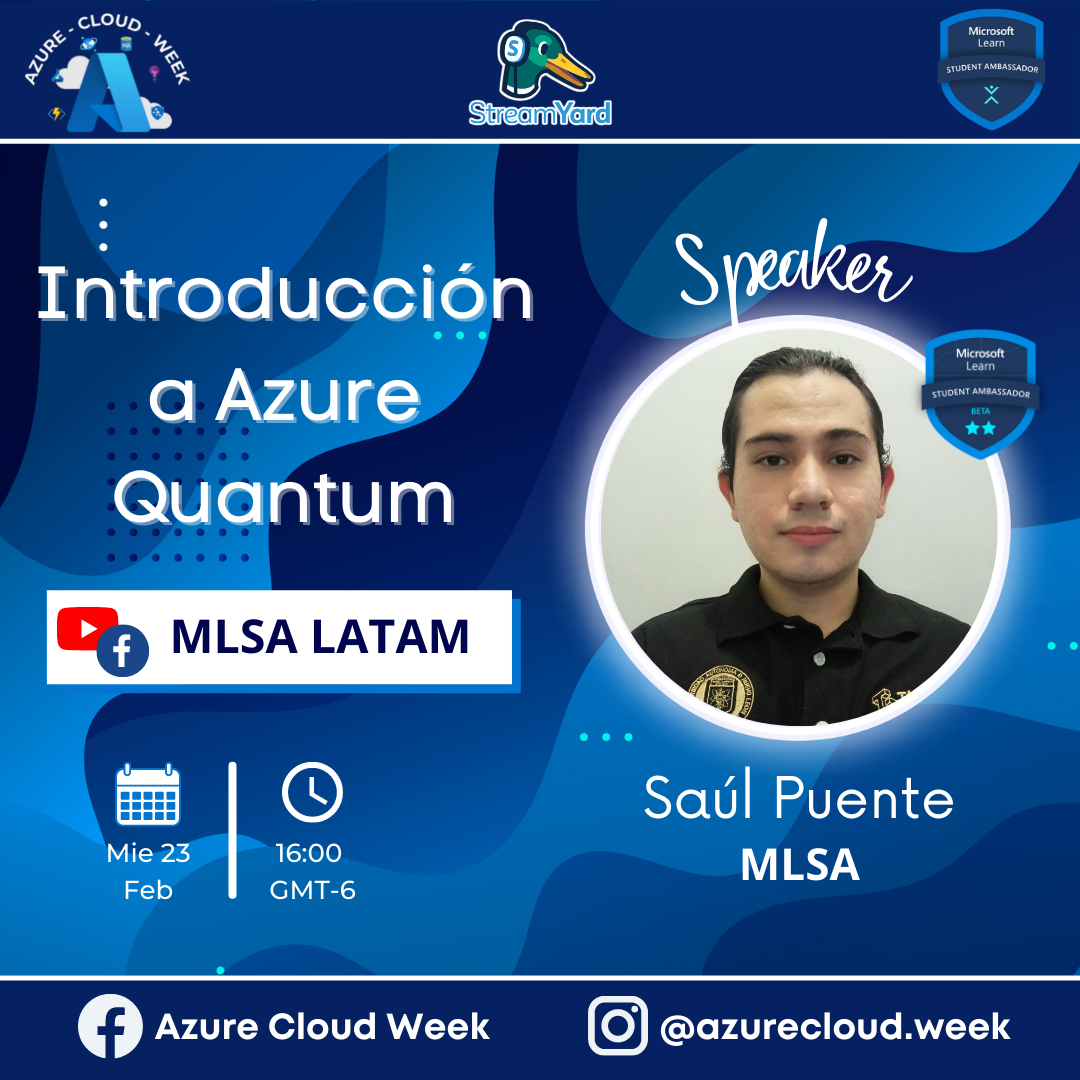 AZURE - CLOUD - WEEK
SQL
S
StreamYard
Microsoft
Learn
STUDENT AMBASSADOR
Introducción
a Azure
Quantum
Speaker
Microsoft
Learn
STUDENT AMBASSADOR
BETA
MLSA LATAM
Saúl Puente
MLSA
Mie 23
Feb
16:00
GMT-6
Azure Cloud Week
@azurecloud.week